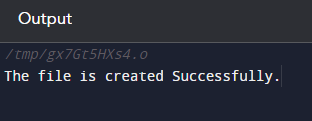 Output
/tmp/gx7Gt5HXs4.o
The file is created Successfully.